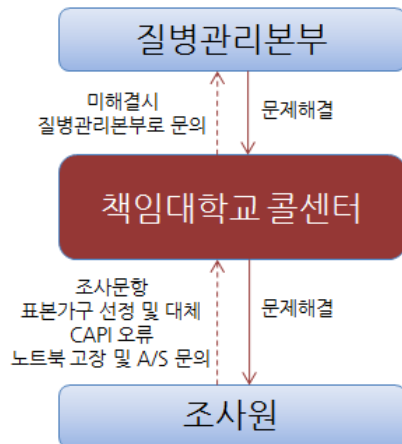 질병관리본부
미해결시
질병관리본부로 문의
문제해결
책임대학교 콜센터
조사문항
표본가구 선정 및 대체
CAPI 오류
노트북 고장 및 A/S 문의
문제해결
조사원